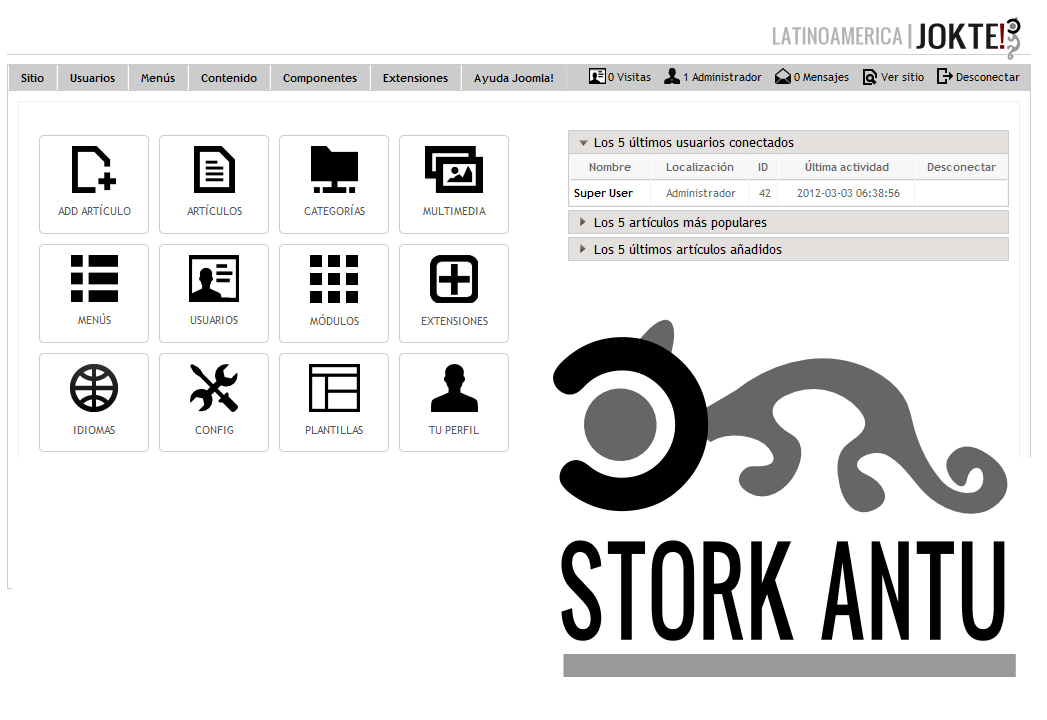 LATINOAMERICA | JOKTE!
Sitio Usuarios Menús Contenido Componentes Extensiones Ayuda Joomla! 0 Visitas 1 Administrador 0 Mensajes Ver sitio Desconectar
ADD ARTÍCULO ARTÍCULOS CATEGORÍAS MULTIMEDIA
MENÚS USUARIOS MÓDULOS EXTENSIONES
IDIOMAS CONFIG PLANTILLAS TU PERFIL
Los 5 últimos usuarios conectados
Nombre Localización ID Última actividad Desconectar
Super User Administrador 42 2012-03-03 06:38:56
Los 5 artículos más populares
Los 5 últimos artículos añadidos
STORK ANTU